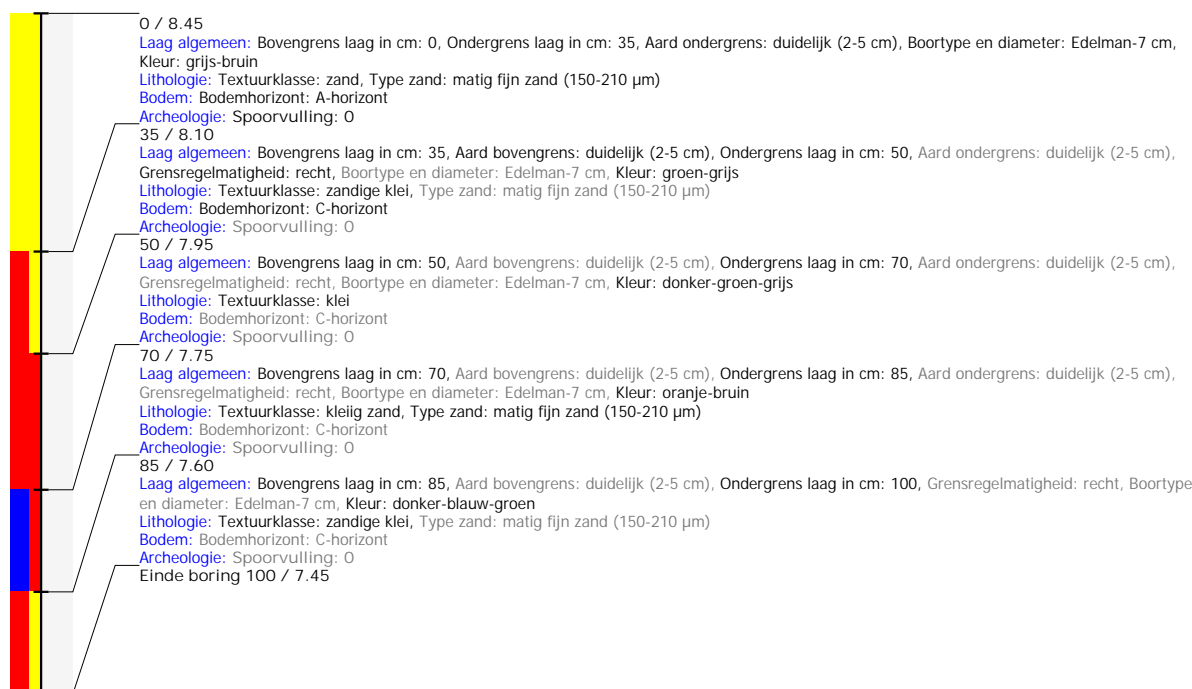 0 / 8.45
Laag algemeen: Bovengrens laag in cm: 0, Ondergrens laag in cm: 35, Aard ondergrens: duidelijk (2-5 cm), Boortype en diameter: Edelman-7 cm,
Kleur: grijs-bruin
Lithologie: Textuurklasse: zand, Type zand: matig fijn zand (150-210 µm)
Bodem: Bodemhorizont: A-horizont
Archeologie: Spoorvulling: 0
35 / 8.10
Laag algemeen: Bovengrens laag in cm: 35, Aard bovengrens: duidelijk (2-5 cm), Ondergrens laag in cm: 50, Aard ondergrens: duidelijk (2-5 cm),
Grensregelmatigheid: recht, Boortype en diameter: Edelman-7 cm, Kleur: groen-grijs
Lithologie: Textuurklasse: zandige klei, Type zand: matig fijn zand (150-210 µm)
Bodem: Bodemhorizont: C-horizont
Archeologie: Spoorvulling: 0
50 / 7.95
Laag algemeen: Bovengrens laag in cm: 50, Aard bovengrens: duidelijk (2-5 cm), Ondergrens laag in cm: 70, Aard ondergrens: duidelijk (2-5 cm),
Grensregelmatigheid: recht, Boortype en diameter: Edelman-7 cm, Kleur: donker-groen-grijs
Lithologie: Textuurklasse: klei
Bodem: Bodemhorizont: C-horizont
Archeologie: Spoorvulling: 0
70 / 7.75
Laag algemeen: Bovengrens laag in cm: 70, Aard bovengrens: duidelijk (2-5 cm), Ondergrens laag in cm: 85, Aard ondergrens: duidelijk (2-5 cm),
Grensregelmatigheid: recht, Boortype en diameter: Edelman-7 cm, Kleur: oranje-bruin
Lithologie: Textuurklasse: kleiig zand, Type zand: matig fijn zand (150-210 µm)
Bodem: Bodemhorizont: C-horizont
Archeologie: Spoorvulling: 0
85 / 7.60
Laag algemeen: Bovengrens laag in cm: 85, Aard bovengrens: duidelijk (2-5 cm), Ondergrens laag in cm: 100, Grensregelmatigheid: recht, Boortype
en diameter: Edelman-7 cm, Kleur: donker-blauw-groen
Lithologie: Textuurklasse: zandige klei, Type zand: matig fijn zand (150-210 µm)
Bodem: Bodemhorizont: C-horizont
Archeologie: Spoorvulling: 0
Einde boring 100 / 7.45